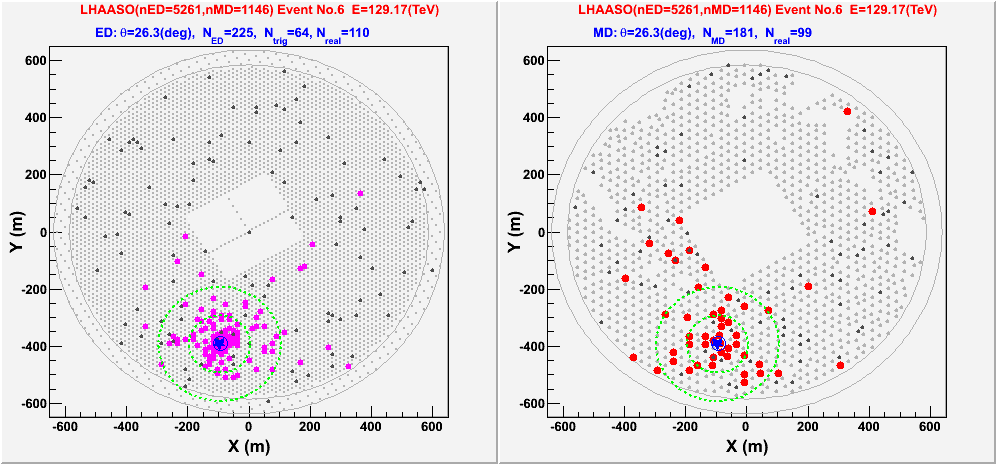 LHAASO(nED=5261,nMD=1146) Event No.6 E=129.17(TeV)
ED: θ=26.3(deg), N_ED=225, N_trig=64, N_real=110
600
400
200
0
-200
-400
-600
Y (m)
-600 -400 -200 0 200 400 600
X (m)
LHAASO(nED=5261,nMD=1146) Event No.6 E=129.17(TeV)
MD: θ=26.3(deg), N_MD=181, N_real=99
600
400
200
0
-200
-400
-600
Y (m)
-600 -400 -200 0 200 400 600
X (m)